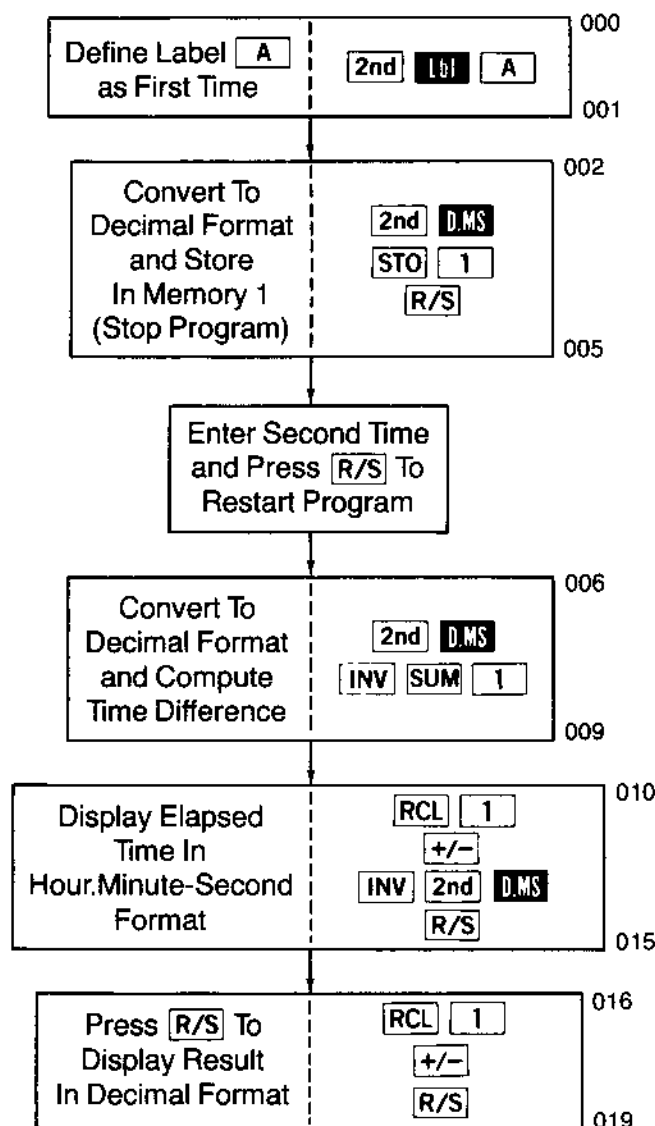 000
Define Label A
as First Time
2nd Lbl A
001
002
Convert To
Decimal Format
and Store
In Memory 1
(Stop Program)
2nd D.MS
STO 1
R/S
005
Enter Second Time
and Press R/S To
Restart Program
006
Convert To
Decimal Format
and Compute
Time Difference
2nd D.MS
INV SUM 1
009
010
Display Elapsed
Time In
Hour.Minute-Second
Format
RCL 1
+/−
INV 2nd D.MS
R/S
015
016
Press R/S To
Display Result
In Decimal Format
RCL 1
+/−
R/S
019